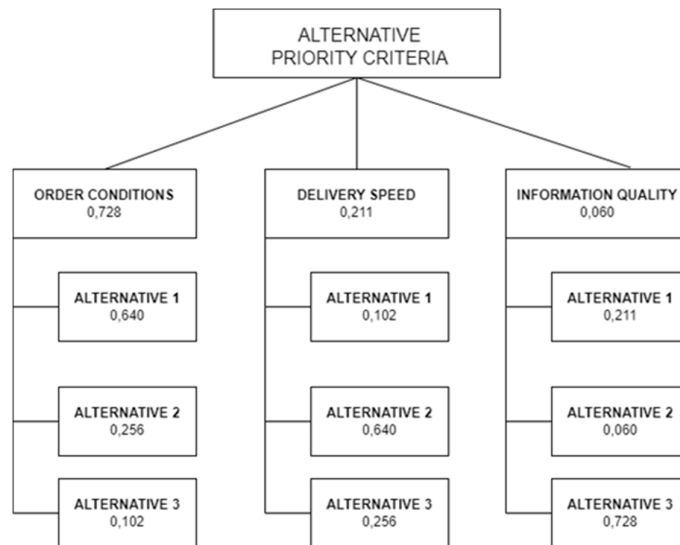 ALTERNATIVE
PRIORITY CRITERIA
ORDER CONDITIONS
0,728
DELIVERY SPEED
0,211
INFORMATION QUALITY
0,060
ALTERNATIVE 1
0,640
ALTERNATIVE 1
0,102
ALTERNATIVE 1
0,211
ALTERNATIVE 2
0,256
ALTERNATIVE 2
0,640
ALTERNATIVE 2
0,060
ALTERNATIVE 3
0,102
ALTERNATIVE 3
0,256
ALTERNATIVE 3
0,728